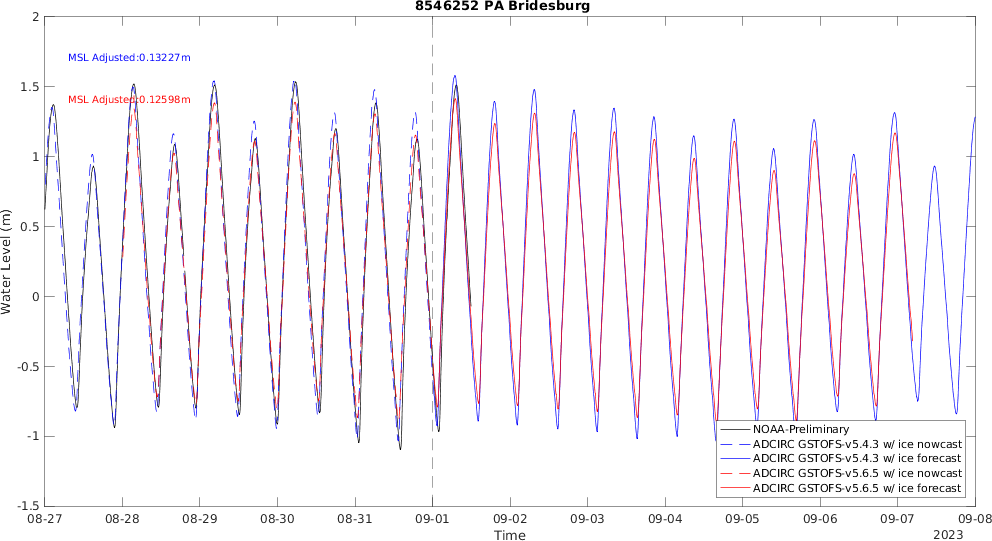 8546252 PA Bridesburg
MSL Adjusted:0.13227m
MSL Adjusted:0.12598m
2
1.5
1
0.5
0
-0.5
-1
-1.5
Water Level (m)
NOAA-Preliminary
ADCIRC GSTOFS-v5.4.3 w/ ice nowcast
ADCIRC GSTOFS-v5.4.3 w/ ice forecast
ADCIRC GSTOFS-v5.6.5 w/ ice nowcast
ADCIRC GSTOFS-v5.6.5 w/ ice forecast
08-27 08-28 08-29 08-30 08-31 09-01 09-02 09-03 09-04 09-05 09-06 09-07 09-08
Time
2023